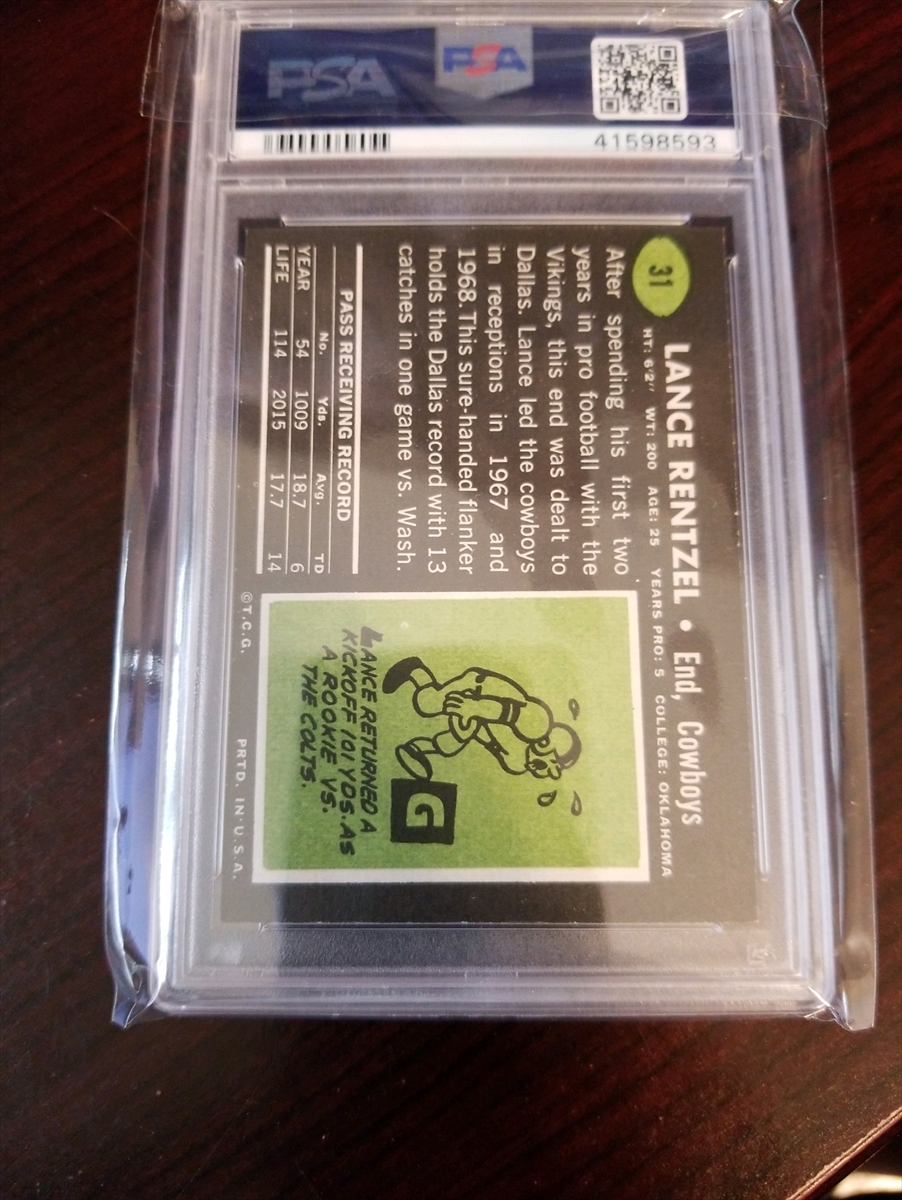 PSA
PSA
41598593
31
LANCE RENTZEL • End, Cowboys
HT: 6'2" WT: 200 AGE: 25 YEARS PRO: 5 COLLEGE: OKLAHOMA
After spending his first two
years in pro football with the
Vikings, this end was dealt to
Dallas. Lance led the cowboys
in receptions in 1967 and
1968. This sure-handed flanker
holds the Dallas record with 13
catches in one game vs. Wash.
PASS RECEIVING RECORD
No. Yds. Avg. TD
YEAR 54 1009 18.7 6
LIFE 114 2015 17.7 14
G
LANCE RETURNED A
KICKOFF 101 YDS. AS
A ROOKIE VS.
THE COLTS.
©T.C.G. PRTD. IN U.S.A.